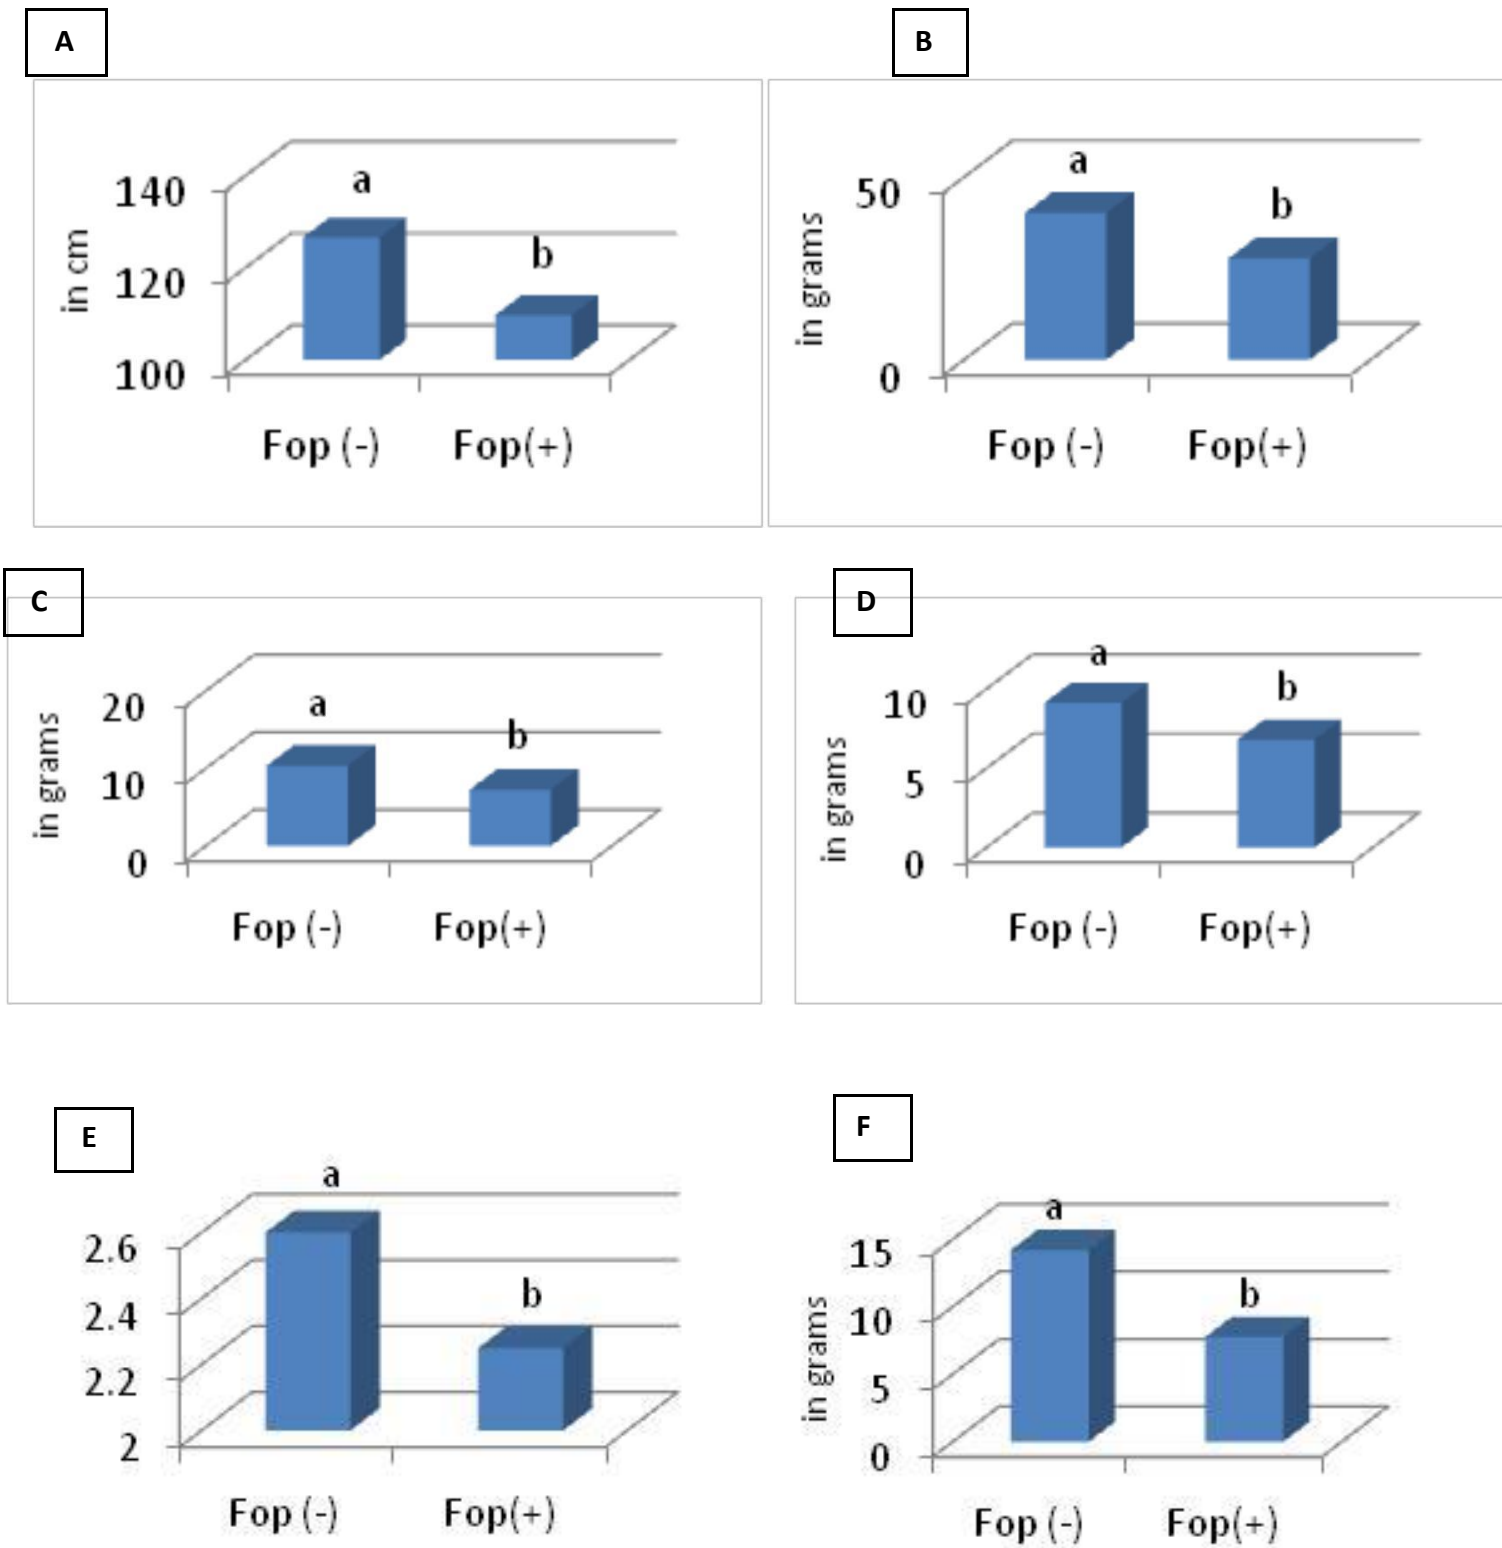 A
in cm
140
120
100
a
b
Fop (-) Fop(+)
B
in grams
50
0
a
b
Fop (-) Fop(+)
C
in grams
20
10
0
a
b
Fop (-) Fop(+)
D
in grams
10
5
0
a
b
Fop (-) Fop(+)
E
2.6
2.4
2.2
2
a
b
Fop (-) Fop(+)
F
in grams
15
10
5
0
a
b
Fop (-) Fop(+)